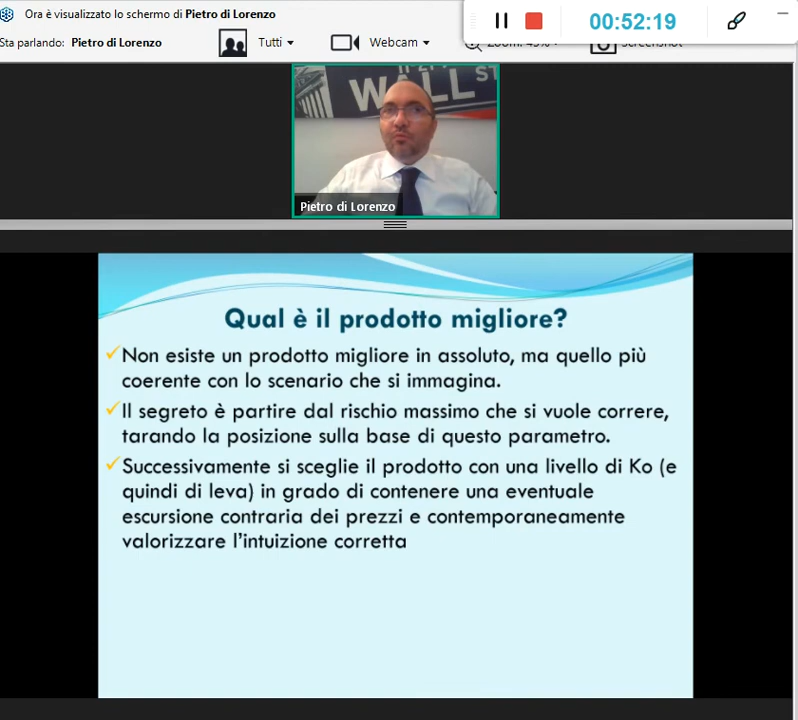 Ora è visualizzato lo schermo di Pietro di Lorenzo
00:52:19
Sta parlando: Pietro di Lorenzo
Tutti
Webcam
Zoom: 45%
Screenshot
WALL ST
Pietro di Lorenzo
Qual è il prodotto migliore?
Non esiste un prodotto migliore in assoluto, ma quello più
coerente con lo scenario che si immagina.
Il segreto è partire dal rischio massimo che si vuole correre,
tarando la posizione sulla base di questo parametro.
Successivamente si sceglie il prodotto con una livello di Ko (e
quindi di leva) in grado di contenere una eventuale
escursione contraria dei prezzi e contemporaneamente
valorizzare l'intuizione corretta